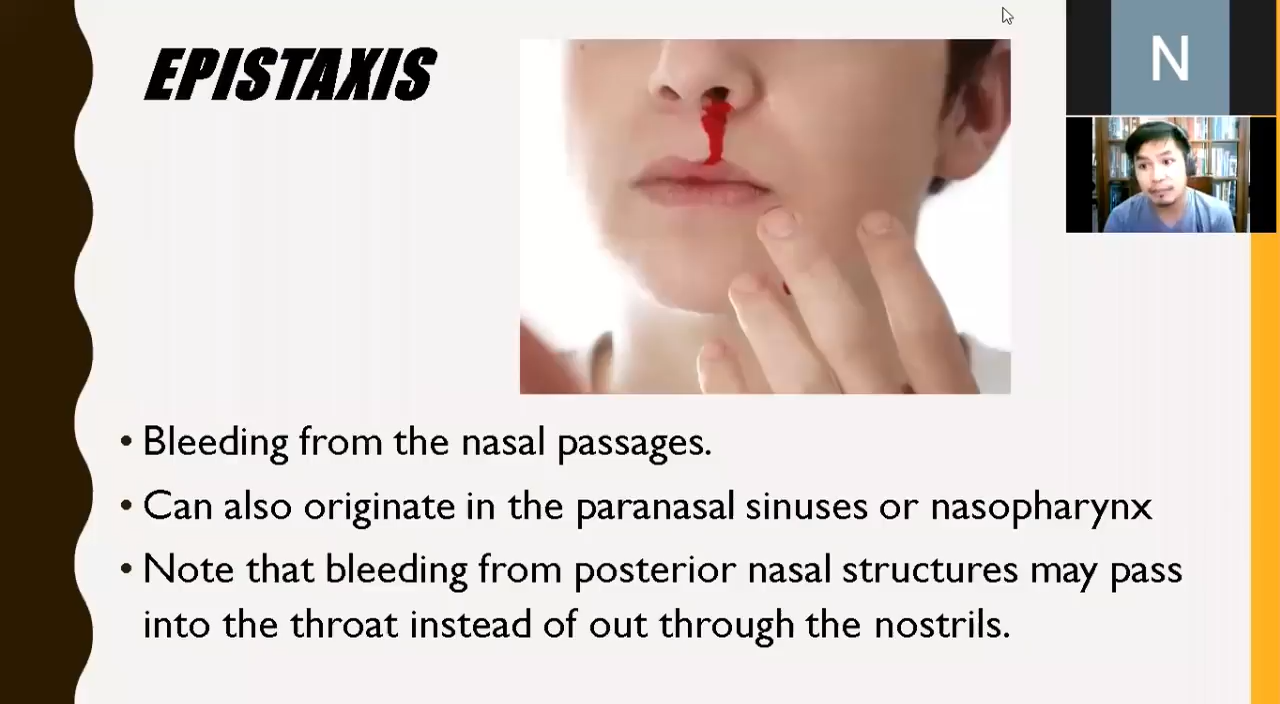 EPISTAXIS
N
• Bleeding from the nasal passages.
• Can also originate in the paranasal sinuses or nasopharynx
• Note that bleeding from posterior nasal structures may pass
into the throat instead of out through the nostrils.